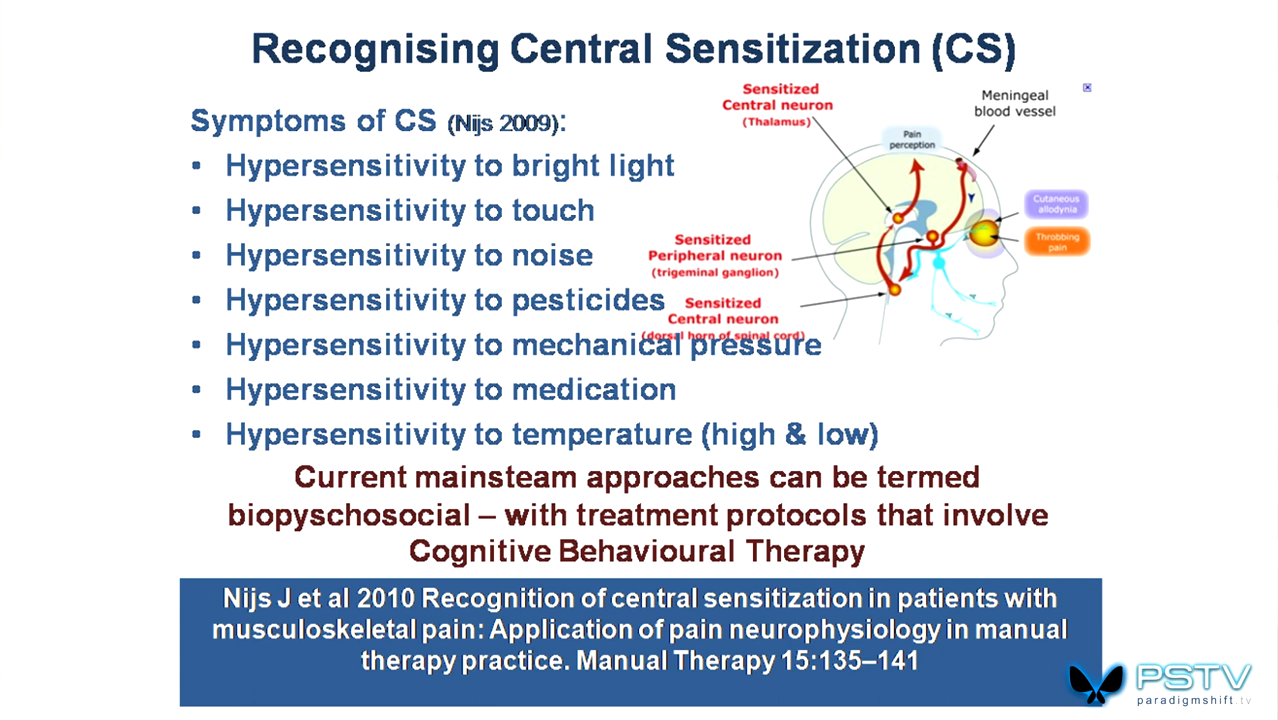 Recognising Central Sensitization (CS)
Symptoms of CS (Nijs 2009):
▪ Hypersensitivity to bright light
▪ Hypersensitivity to touch
▪ Hypersensitivity to noise
▪ Hypersensitivity to pesticides
▪ Hypersensitivity to mechanical pressure
▪ Hypersensitivity to medication
▪ Hypersensitivity to temperature (high & low)
Sensitized
Central neuron
(Thalamus)
Meningeal
blood vessel
Pain
perception
Cutaneous
allodynia
Throbbing
pain
Sensitized
Peripheral neuron
(trigeminal ganglion)
Sensitized
Central neuron
(dorsal horn of spinal cord)
Current mainsteam approaches can be termed
biopyschosocial – with treatment protocols that involve
Cognitive Behavioural Therapy
Nijs J et al 2010 Recognition of central sensitization in patients with
musculoskeletal pain: Application of pain neurophysiology in manual
therapy practice. Manual Therapy 15:135–141
PSTV
paradigmshift.tv